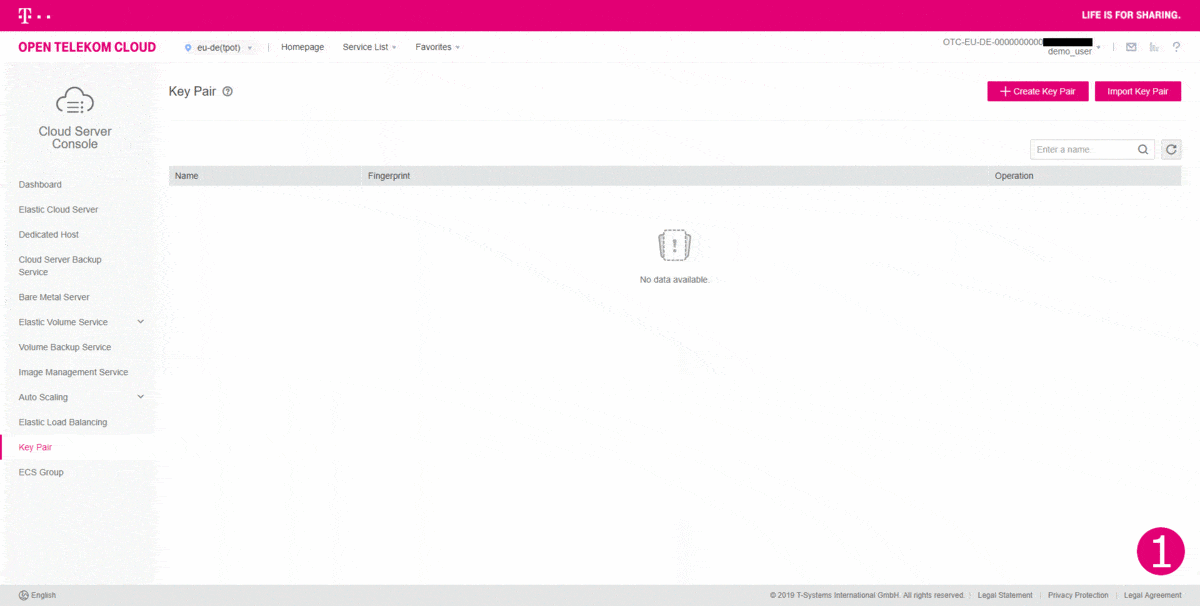 T
LIFE IS FOR SHARING.
OPEN TELEKOM CLOUD
eu-de(tpot)
Homepage
Service List
Favorites
OTC-EU-DE-0000000000
demo_user
?
Cloud Server
Console
Key Pair ?
+ Create Key Pair
Import Key Pair
Enter a name.
Name
Fingerprint
Operation
!
No data available.
Dashboard
Elastic Cloud Server
Dedicated Host
Cloud Server Backup
Service
Bare Metal Server
Elastic Volume Service
Volume Backup Service
Image Management Service
Auto Scaling
Elastic Load Balancing
Key Pair
ECS Group
1
English
© 2019 T-Systems International GmbH. All rights reserved.
Legal Statement
Privacy Protection
Legal Agreement